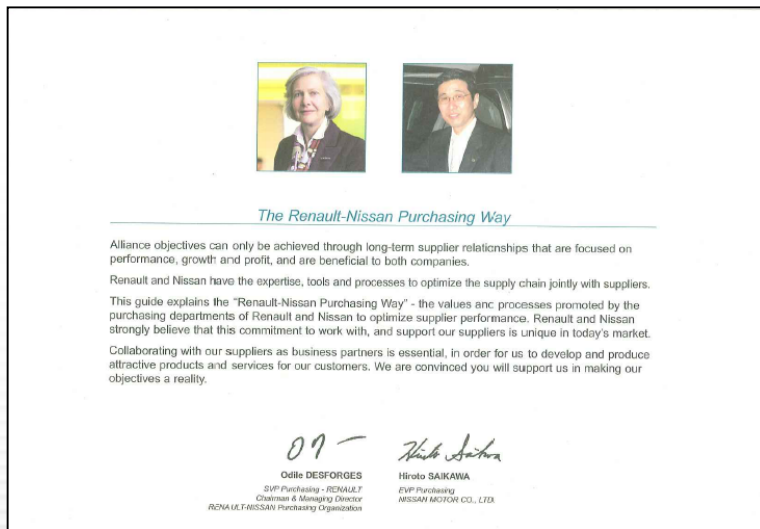 The Renault-Nissan Purchasing Way
Alliance objectives can only be achieved through long-term supplier relationships that are focused on
performance, growth and profit, and are beneficial to both companies.
Renault and Nissan have the expertise, tools and processes to optimize the supply chain jointly with suppliers.
This guide explains the "Renault-Nissan Purchasing Way" - the values and processes promoted by the
purchasing departments of Renault and Nissan to optimize supplier performance. Renault and Nissan
strongly believe that this commitment to work with, and support our suppliers is unique in today's market.
Collaborating with our suppliers as business partners is essential, in order for us to develop and produce
attractive products and services for our customers. We are convinced you will support us in making our
objectives a reality.
Odile DESFORGES
SVP Purchasing - RENAULT
Chairman & Managing Director
RENAULT-NISSAN Purchasing Organization
Hiroto SAIKAWA
EVP Purchasing
NISSAN MOTOR CO., LTD.